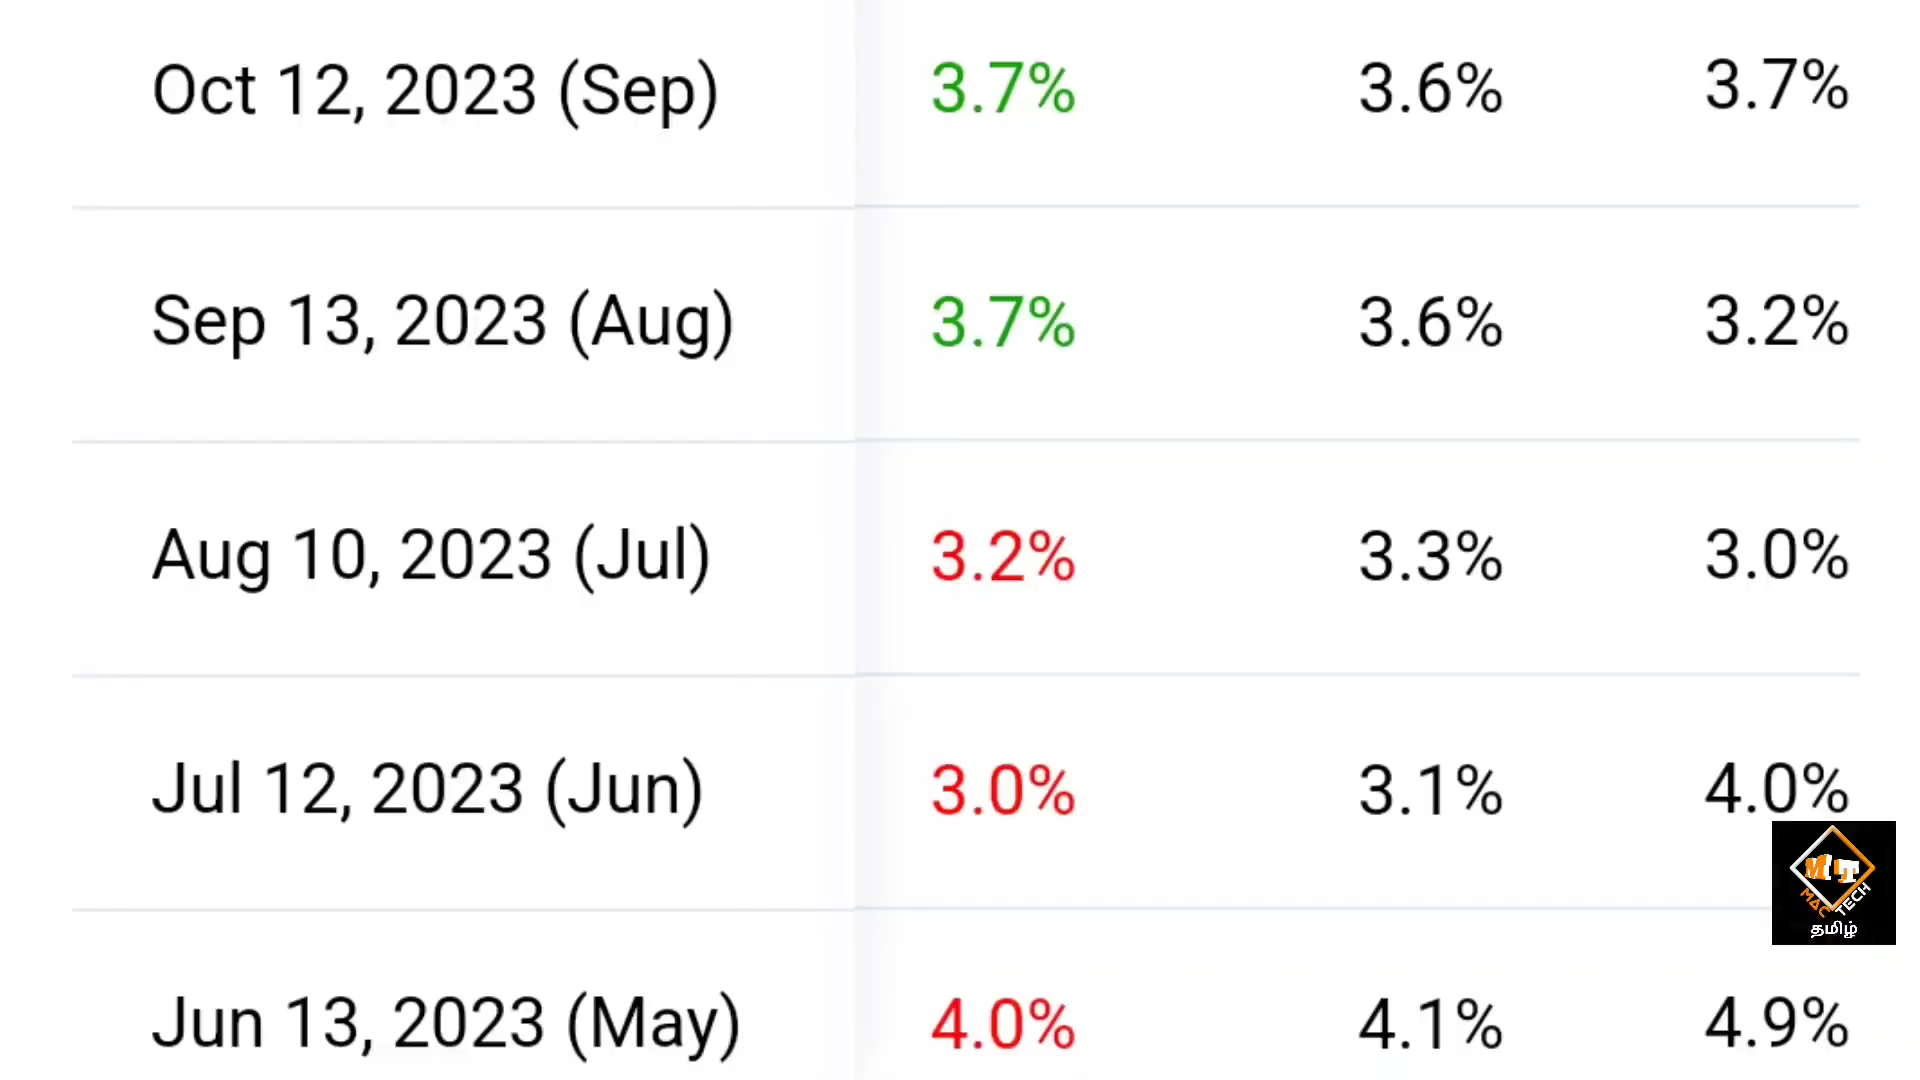 Oct 12, 2023 (Sep) 3.7% 3.6% 3.7%
Sep 13, 2023 (Aug) 3.7% 3.6% 3.2%
Aug 10, 2023 (Jul) 3.2% 3.3% 3.0%
Jul 12, 2023 (Jun) 3.0% 3.1% 4.0%
MT
MAC TECH
தமிழ்
Jun 13, 2023 (May) 4.0% 4.1% 4.9%